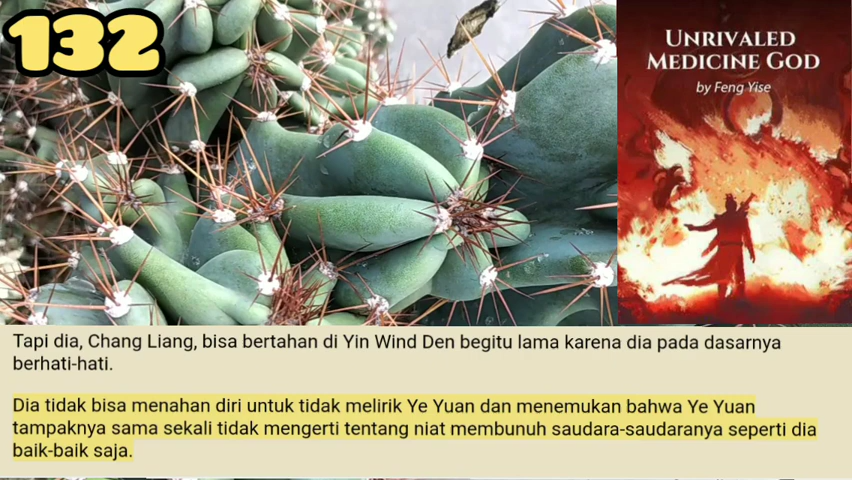 132
UNRIVALED
MEDICINE GOD
by Feng Yise
Tapi dia, Chang Liang, bisa bertahan di Yin Wind Den begitu lama karena dia pada dasarnya
berhati-hati.
Dia tidak bisa menahan diri untuk tidak melirik Ye Yuan dan menemukan bahwa Ye Yuan
tampaknya sama sekali tidak mengerti tentang niat membunuh saudara-saudaranya seperti dia
baik-baik saja.